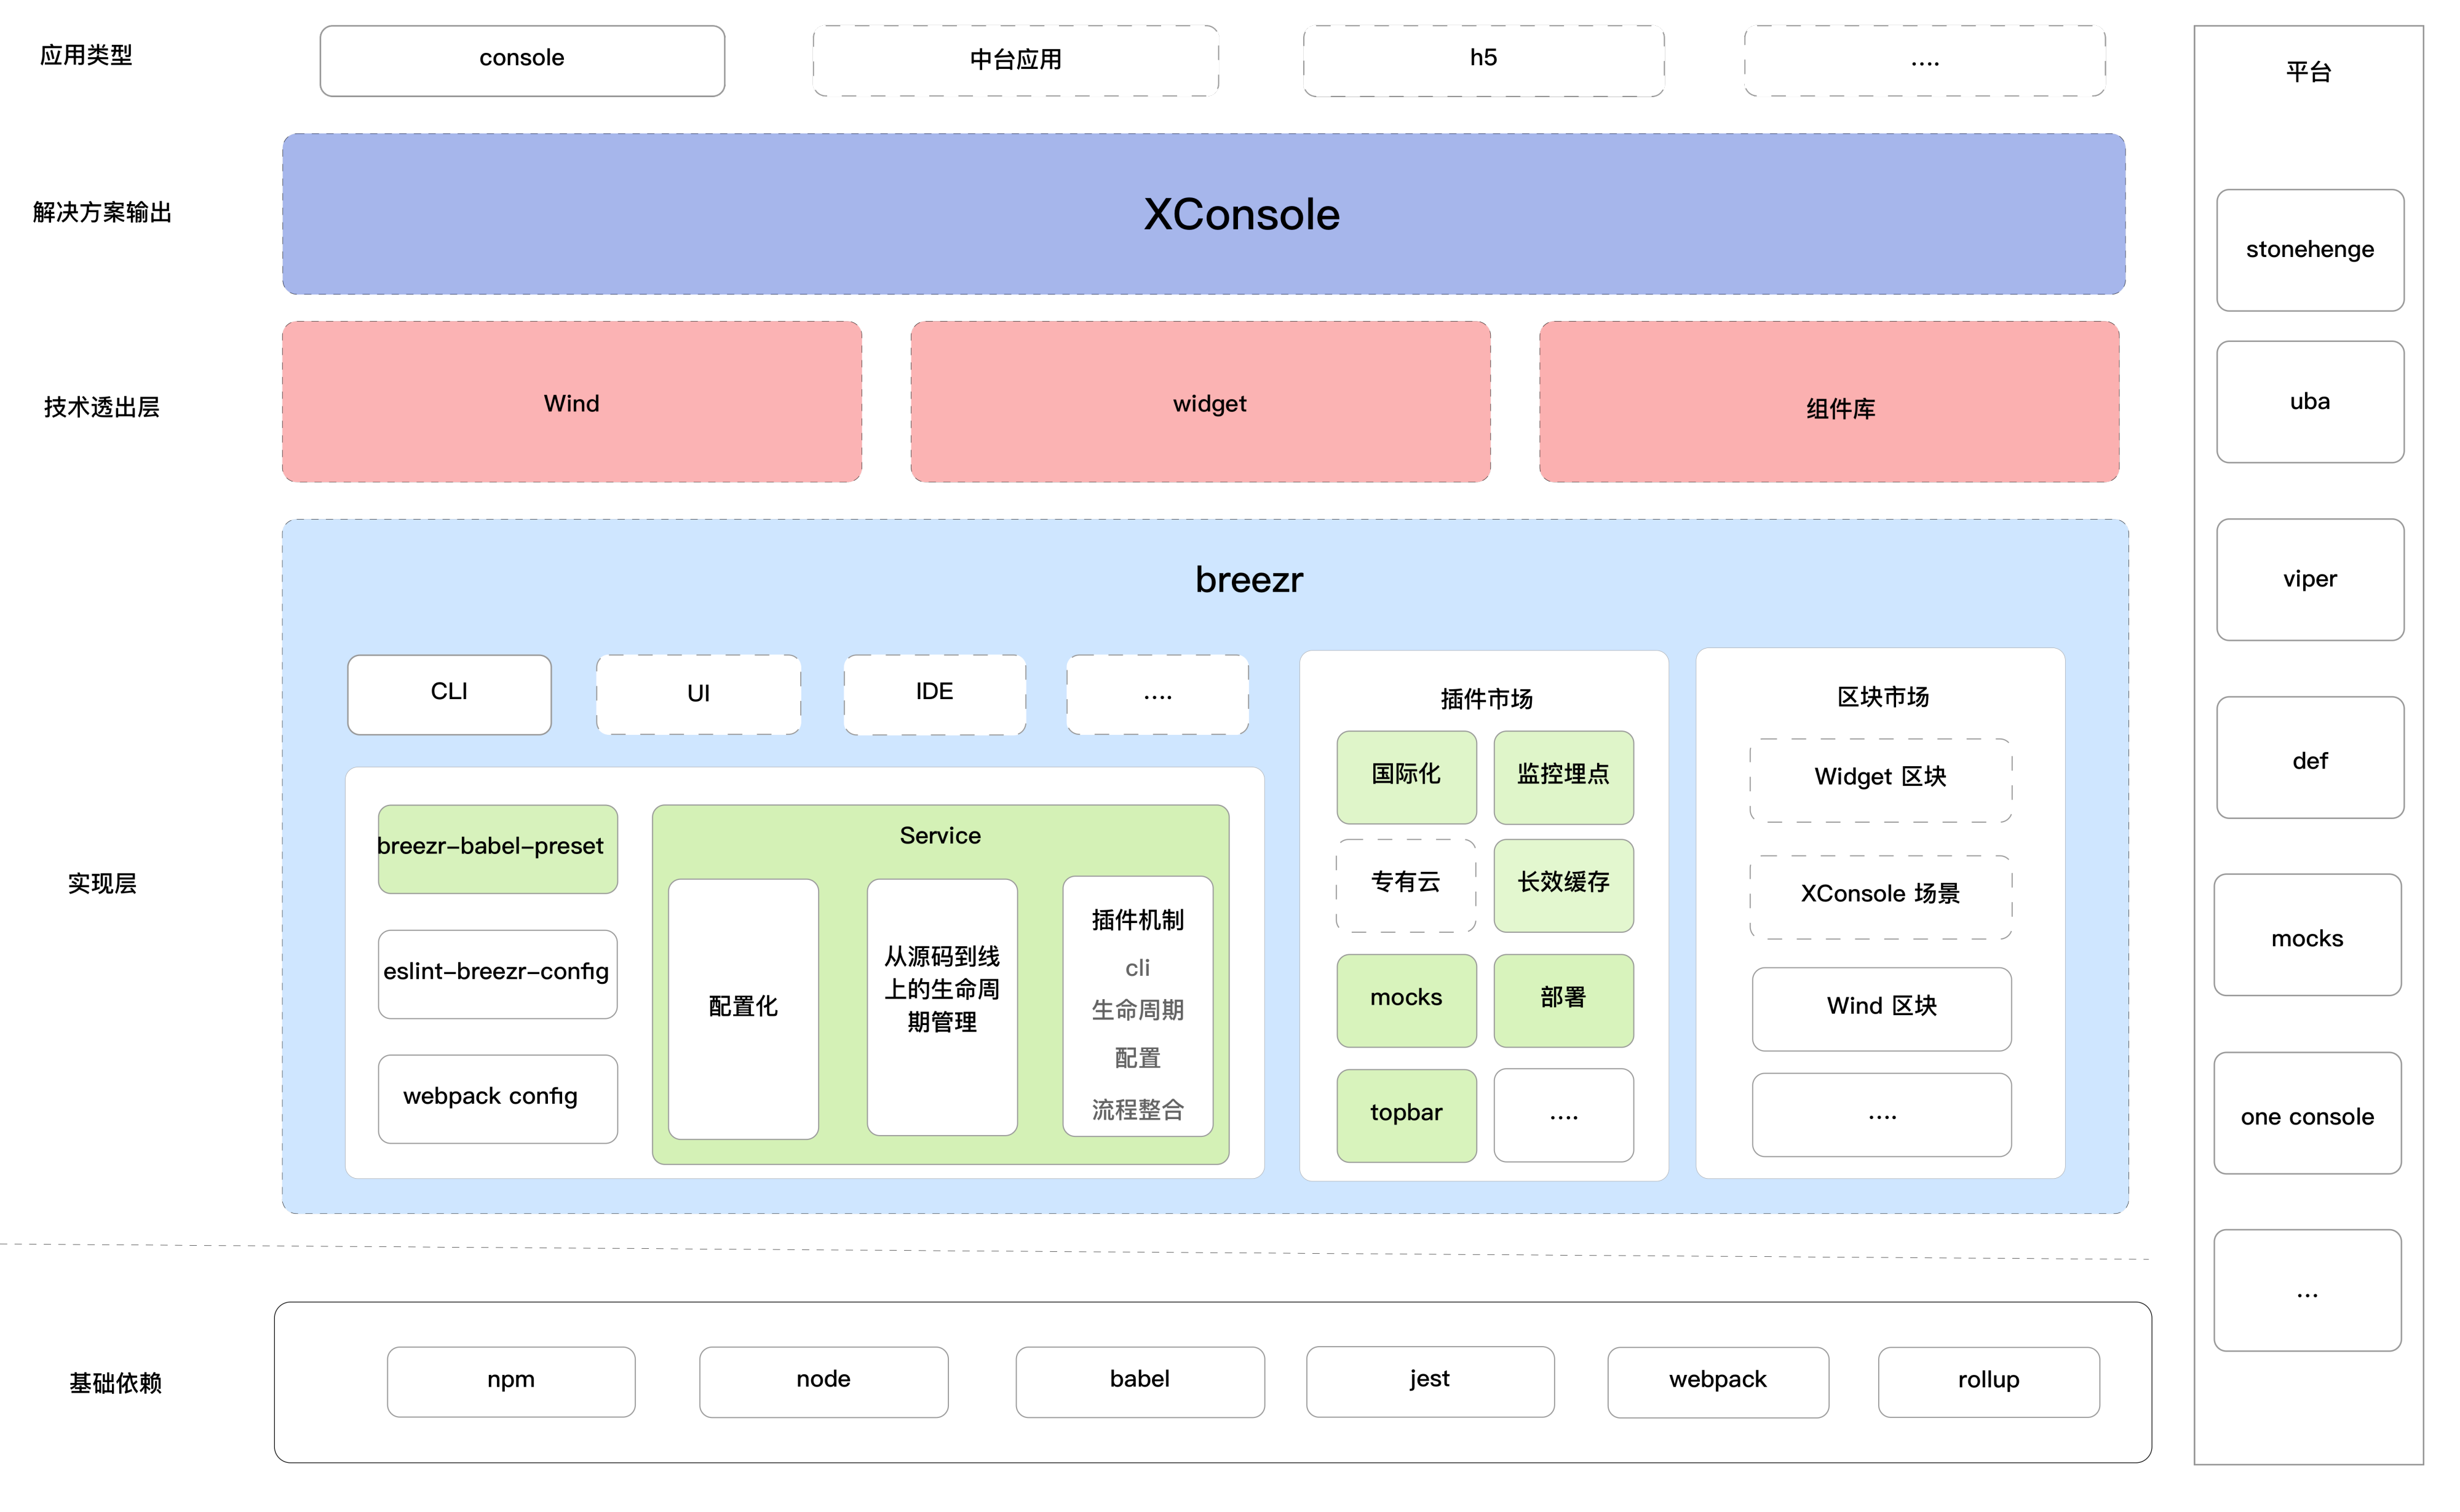 应用类型
console
中台应用
h5
....
解决方案输出
XConsole
技术透出层
Wind
widget
组件库
实现层
breezr
CLI
UI
IDE
....
breezr-babel-preset
eslint-breezr-config
webpack config
Service
配置化
从源码到线
上的生命周
期管理
插件机制
cli
生命周期
配置
流程整合
插件市场
国际化
监控埋点
专有云
长效缓存
mocks
部署
topbar
....
区块市场
Widget 区块
XConsole 场景
Wind 区块
....
基础依赖
npm
node
babel
jest
webpack
rollup
平台
stonehenge
uba
viper
def
mocks
one console
...